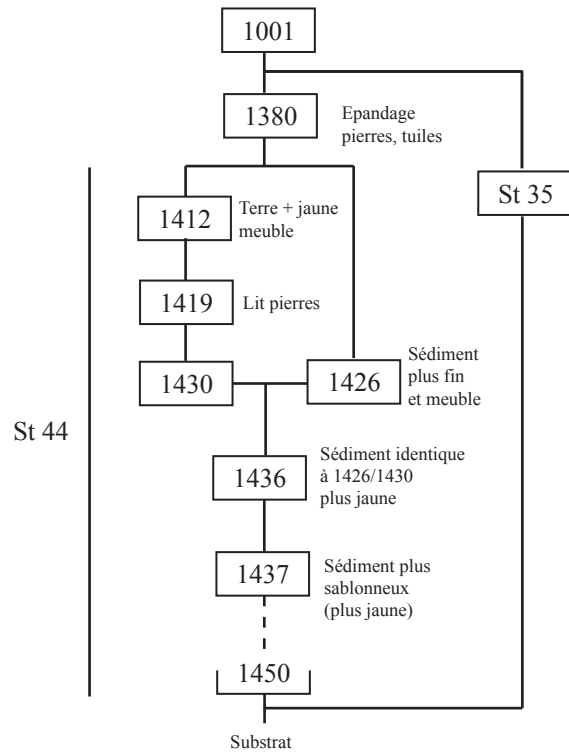 1001
1380
Epandage
pierres, tuiles
St 35
1412
Terre + jaune
meuble
1419
Lit pierres
1430
1426
Sédiment
plus fin
et meuble
St 44
1436
Sédiment identique
à 1426/1430
plus jaune
1437
Sédiment plus
sablonneux
(plus jaune)
1450
Substrat